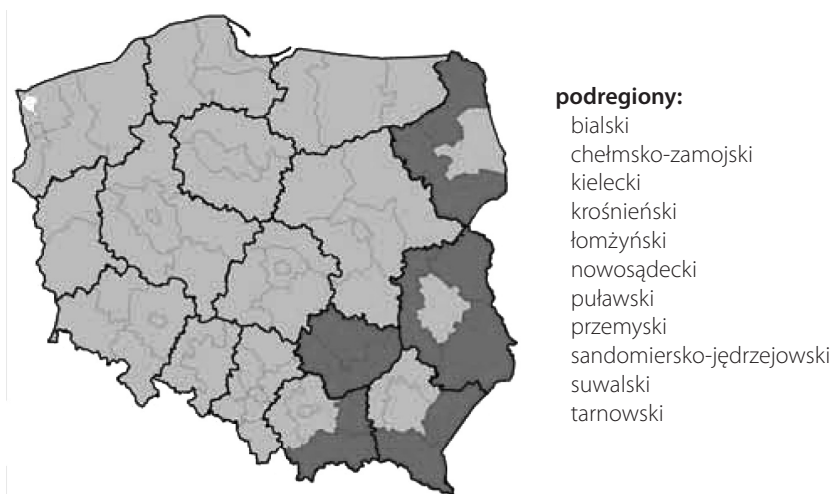 podregiony:
bialski
chełmsko-zamojski
kielecki
krośnieński
łomżyński
nowosądecki
puławski
przemyski
sandomiersko-jędrzejowski
suwalski
tarnowski